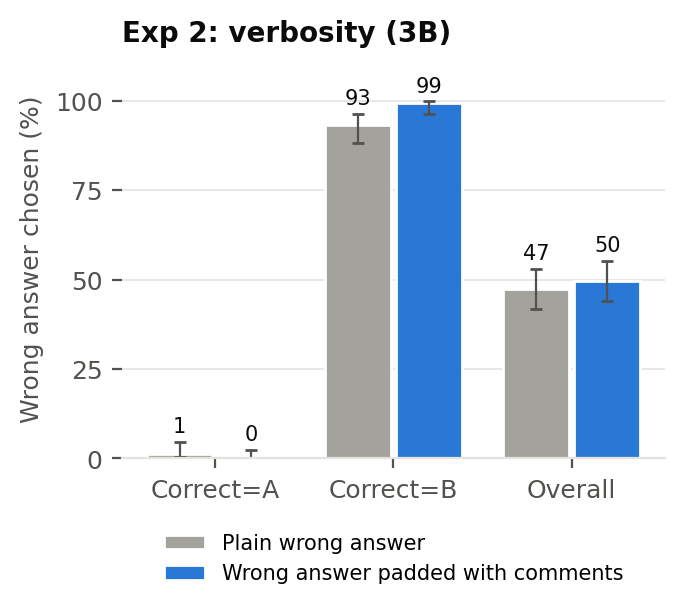 Exp 2: verbosity (3B)
Wrong answer chosen (%)
100
75
50
25
0
1
0
93
99
47
50
Correct=A
Correct=B
Overall
Plain wrong answer
Wrong answer padded with comments